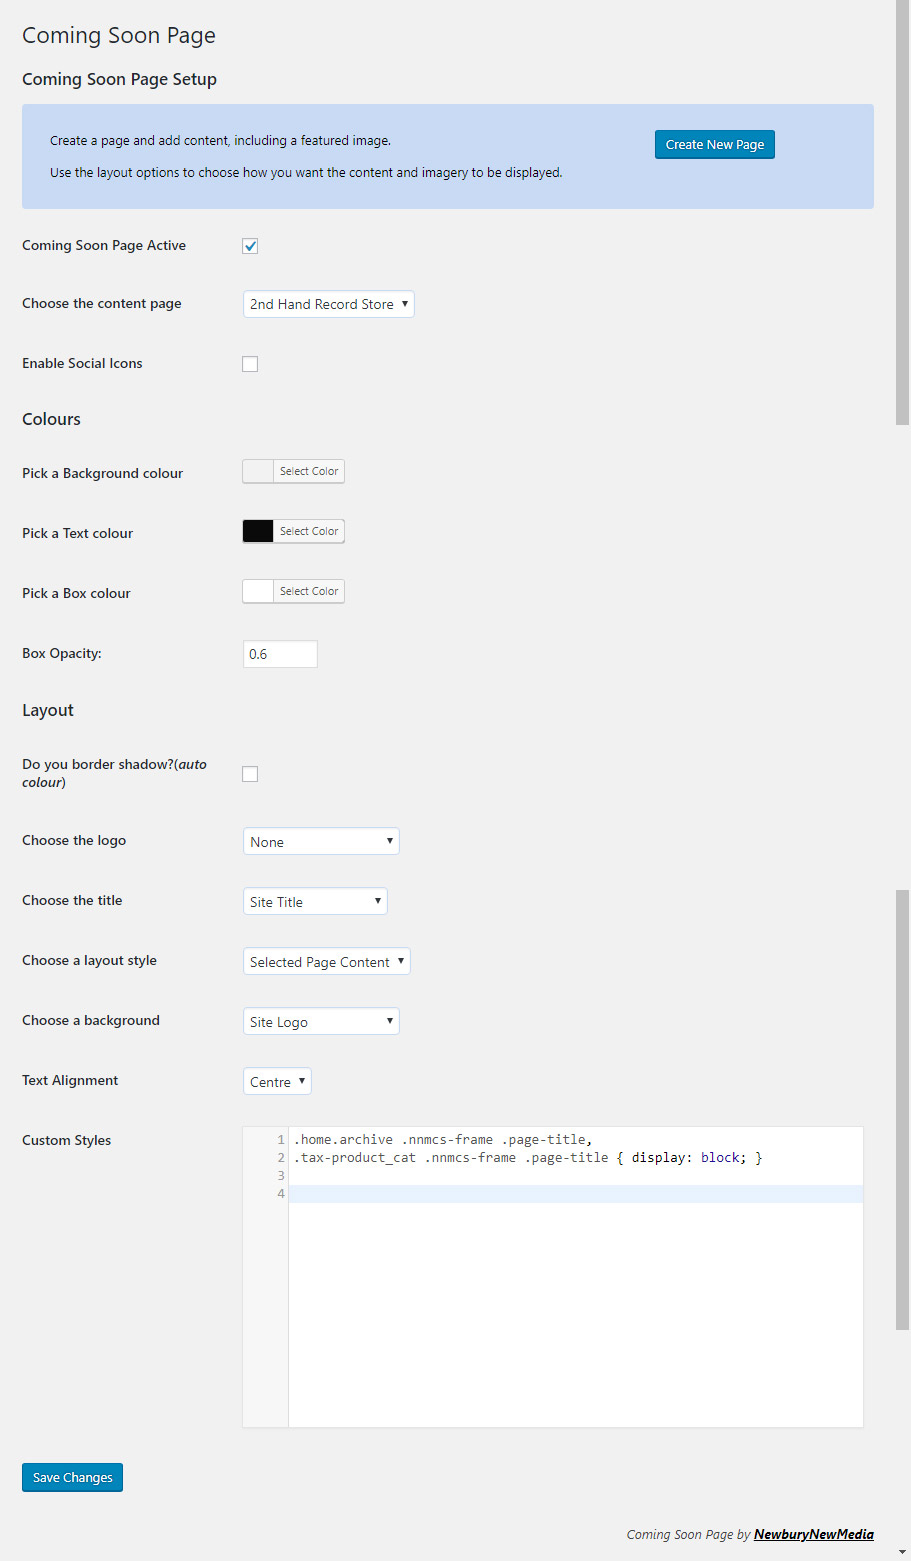 Coming Soon Page
Coming Soon Page Setup
Create a page and add content, including a featured image.
Create New Page
Use the layout options to choose how you want the content and imagery to be displayed.
Coming Soon Page Active
Choose the content page
2nd Hand Record Store
Enable Social Icons
Colours
Pick a Background colour
Select Color
Pick a Text colour
Select Color
Pick a Box colour
Select Color
Box Opacity:
0.6
Layout
Do you border shadow?(auto
colour)
Choose the logo
None
Choose the title
Site Title
Choose a layout style
Selected Page Content
Choose a background
Site Logo
Text Alignment
Centre
Custom Styles
1 .home.archive .nnmcs-frame .page-title,
2 .tax-product_cat .nnmcs-frame .page-title { display: block; }
3
4
Save Changes
Coming Soon Page by NewburyNewMedia